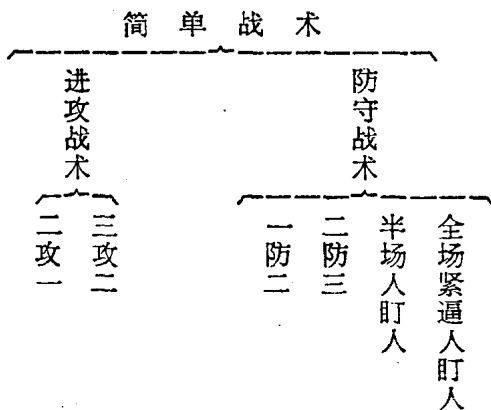 简单战术
进攻战术
防守战术
二攻一
三攻二
一防二
二防三
半场人盯人
全场紧逼人盯人